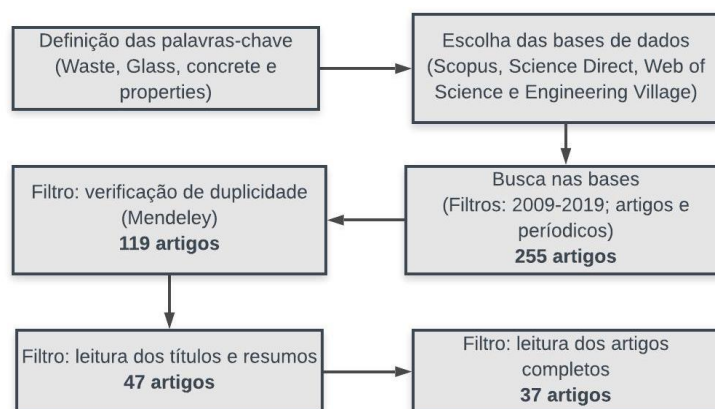 Definição das palavras-chave
(Waste, Glass, concrete e
properties)
Escolha das bases de dados
(Scopus, Science Direct, Web of
Science e Engineering Village)
Busca nas bases
(Filtros: 2009-2019; artigos e
períodicos)
255 artigos
Filtro: verificação de duplicidade
(Mendeley)
119 artigos
Filtro: leitura dos títulos e resumos
47 artigos
Filtro: leitura dos artigos
completos
37 artigos